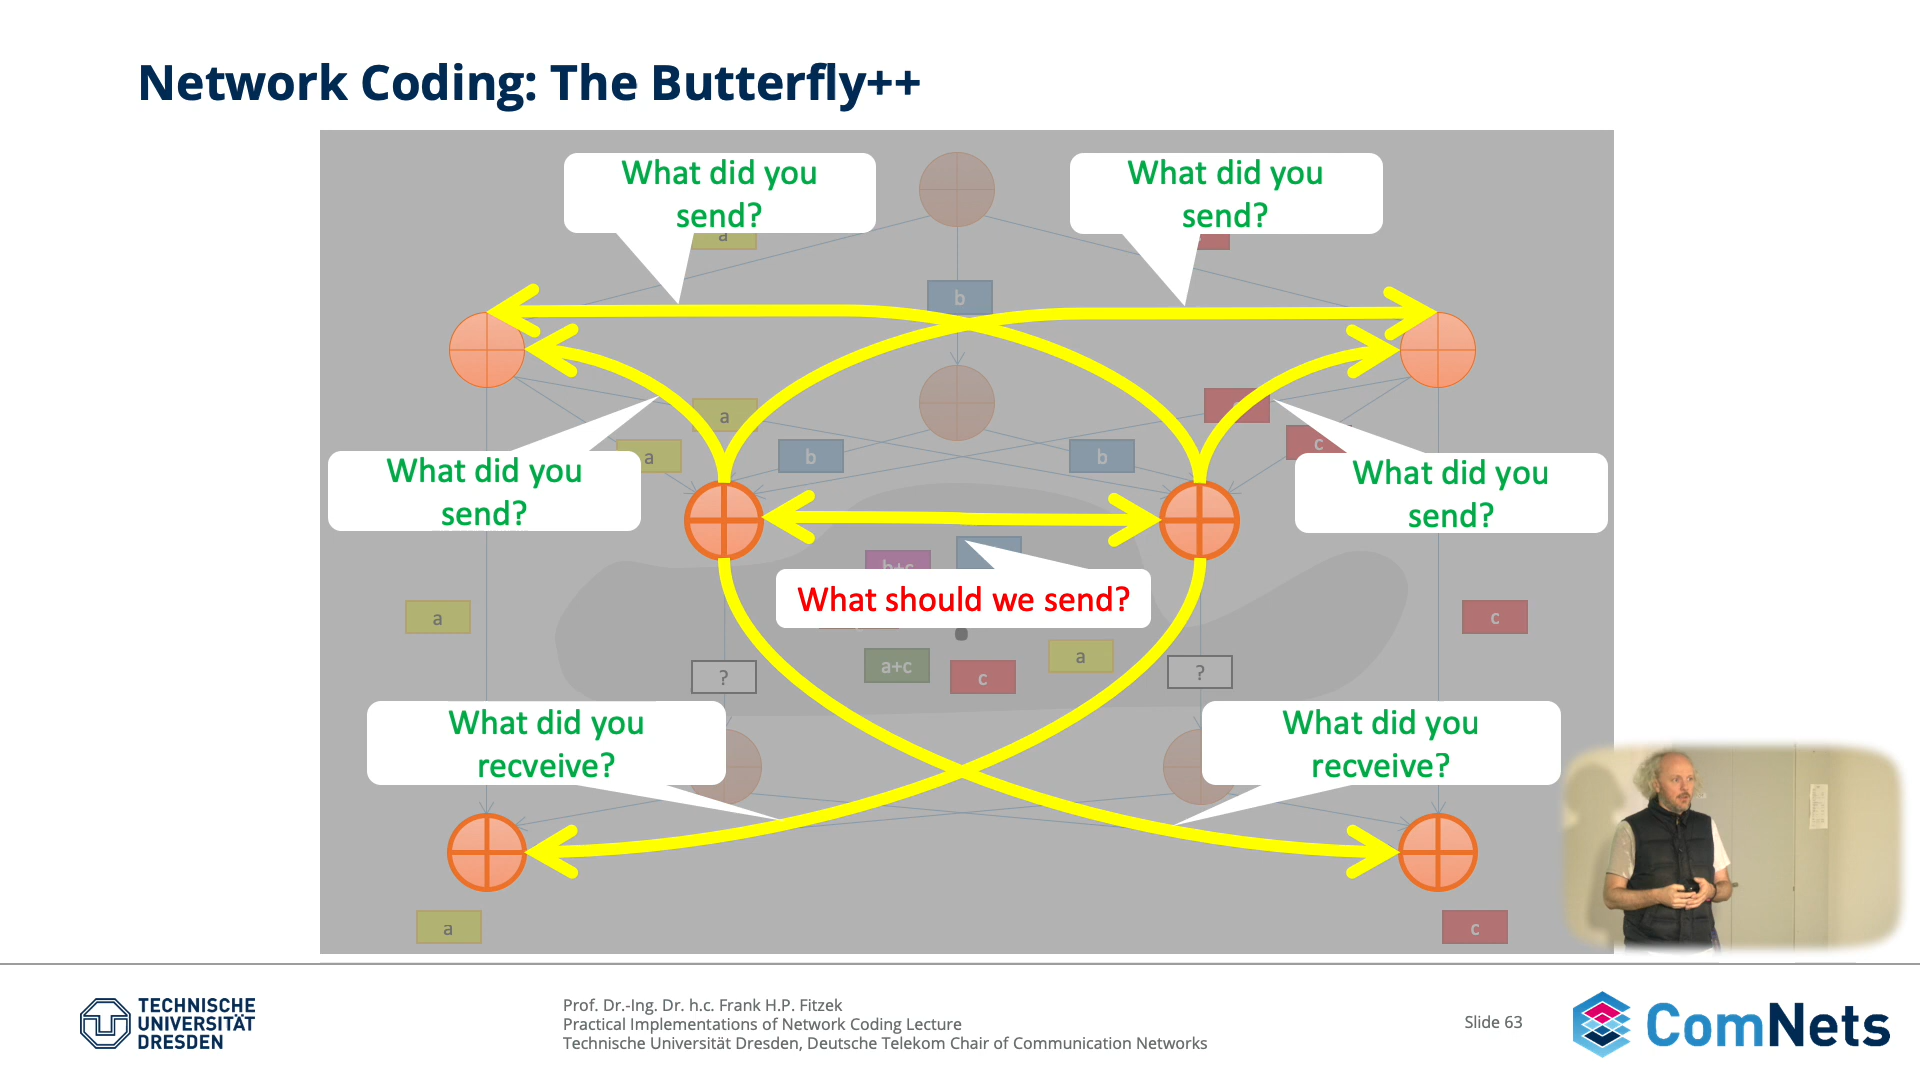 Network Coding: The Butterfly++
What did you
send?
What did you
send?
a
b
a
a
b
b
c
What did you
send?
What did you
send?
b+c
What should we send?
a
c
a+c
c
a
?
?
What did you
recveive?
What did you
recveive?
a
c
TECHNISCHE
UNIVERSITÄT
DRESDEN
Prof. Dr.-Ing. Dr. h.c. Frank H.P. Fitzek
Practical Implementations of Network Coding Lecture
Technische Universität Dresden, Deutsche Telekom Chair of Communication Networks
Slide 63
ComNets